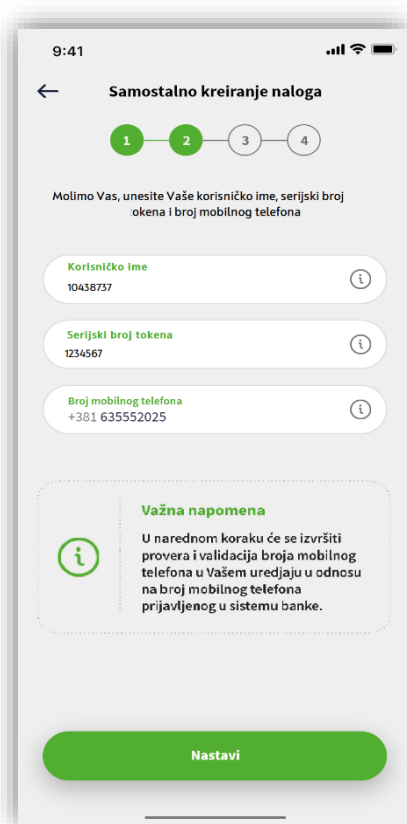 9:41
Samostalno kreiranje naloga
1 2 3 4
Molimo Vas, unesite Vaše korisničko ime, serijski broj
okena i broj mobilnog telefona
Korisničko ime
10438737
Serijski broj tokena
1234567
Broj mobilnog telefona
+381 635552025
Važna napomena
U narednom koraku će se izvršiti
provera i validacija broja mobilnog
telefona u Vašem uredjaju u odnosu
na broj mobilnog telefona
prijavljenog u sistemu banke.
Nastavi